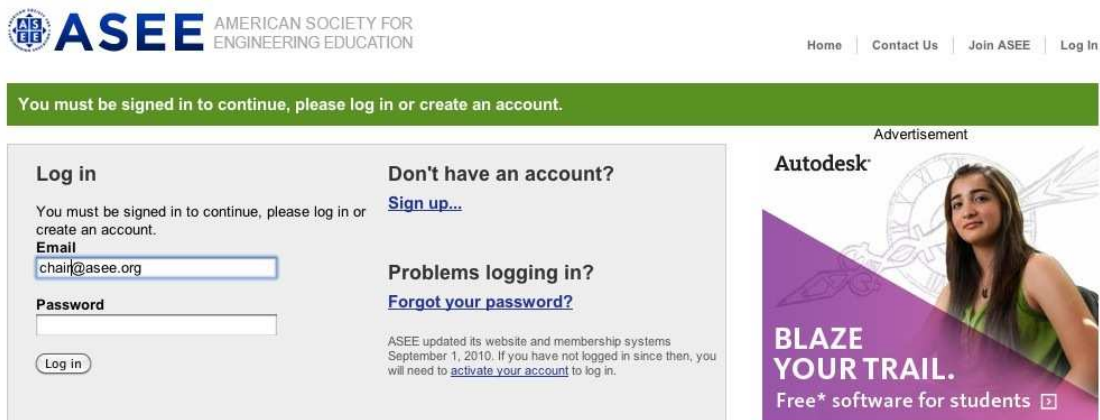 ASEE
AMERICAN SOCIETY FOR
ENGINEERING EDUCATION
Home
Contact Us
Join ASEE
Log In
You must be signed in to continue, please log in or create an account.
Log in
You must be signed in to continue, please log in or
create an account.
Email
chair@asee.org
Password
Log in
Don't have an account?
Sign up...
Problems logging in?
Forgot your password?
ASEE updated its website and membership systems
September 1, 2010. If you have not logged in since then, you
will need to activate your account to log in.
Advertisement
Autodesk
BLAZE
YOUR TRAIL.
Free* software for students